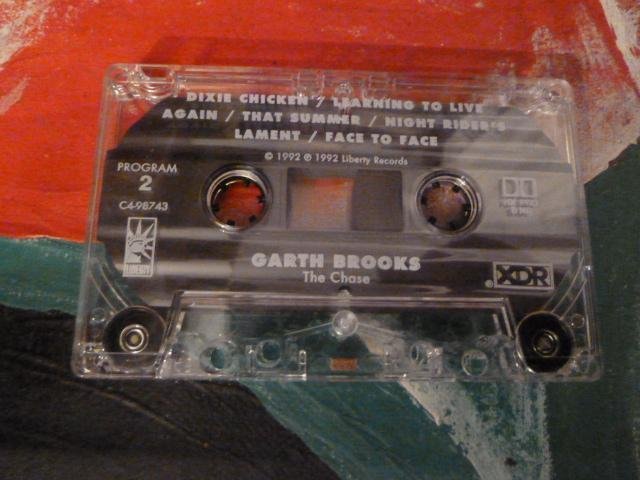 DIXIE CHICKEN / LEARNING TO LIVE
AGAIN / THAT SUMMER / NIGHT RIDER'S
LAMENT / FACE TO FACE
© 1992 ℗ 1992 Liberty Records
PROGRAM
2
C4-98743
LIBERTY
GARTH BROOKS
The Chase
XDR